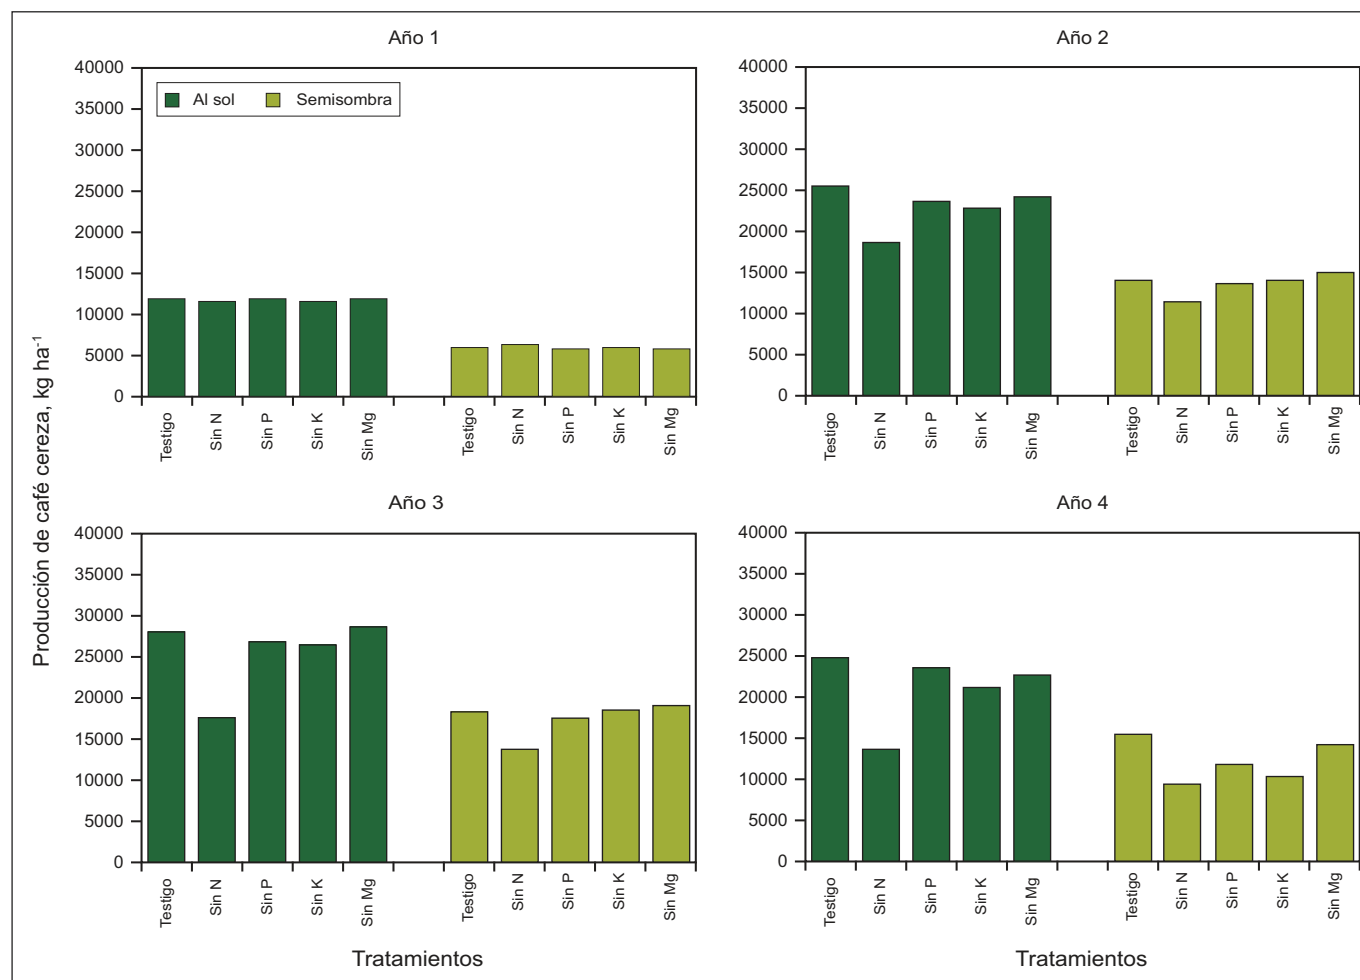 Año 1
40000
35000
30000
25000
20000
15000
10000
5000
0
Al sol
Semisombra
Testigo
Sin N
Sin P
Sin K
Sin Mg
Testigo
Sin N
Sin P
Sin K
Sin Mg
Año 2
40000
35000
30000
25000
20000
15000
10000
5000
0
Testigo
Sin N
Sin P
Sin K
Sin Mg
Testigo
Sin N
Sin P
Sin K
Sin Mg
Producción de café cereza, kg ha⁻¹
Año 3
40000
35000
30000
25000
20000
15000
10000
5000
0
Testigo
Sin N
Sin P
Sin K
Sin Mg
Testigo
Sin N
Sin P
Sin K
Sin Mg
Tratamientos
Año 4
40000
35000
30000
25000
20000
15000
10000
5000
0
Testigo
Sin N
Sin P
Sin K
Sin Mg
Testigo
Sin N
Sin P
Sin K
Sin Mg
Tratamientos